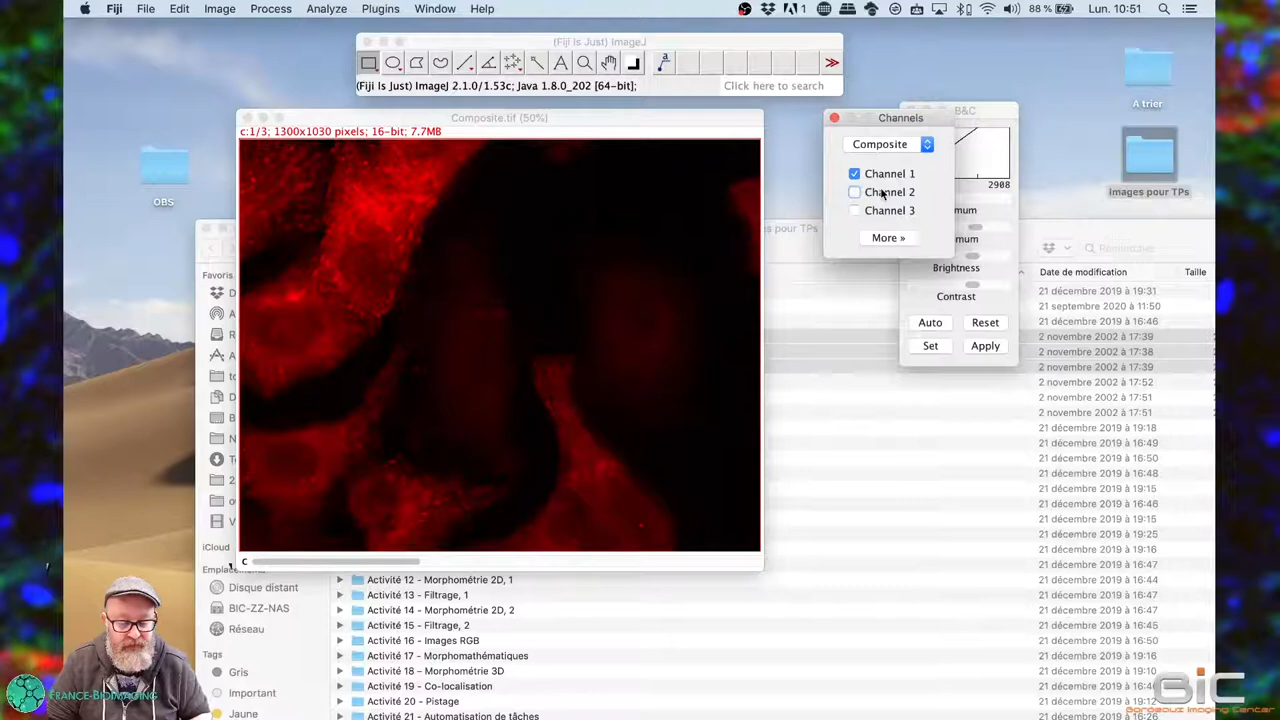 Fiji File Edit Image Process Analyze Plugins Window Help
1 88 % Lun. 10:51
(Fiji Is Just) ImageJ
(Fiji Is Just) ImageJ 2.1.0/1.53c; Java 1.8.0_202 [64-bit];
Click here to search
A trier
Images pour TPs
OBS
Composite.tif (50%)
c:1/3; 1300x1030 pixels; 16-bit; 7.7MB
Channels
Composite
Channel 1
Channel 2
Channel 3
More »
B&C
2908
Brightness
Contrast
Auto Reset
Set Apply
Favoris
iCloud
Disque distant
BIC-ZZ-NAS
Réseau
Tags
Gris
Important
Jaune
c
Date de modification Taille
21 décembre 2019 à 19:31
21 septembre 2020 à 11:50
21 décembre 2019 à 16:46
2 novembre 2002 à 17:39
2 novembre 2002 à 17:38
2 novembre 2002 à 17:39
2 novembre 2002 à 17:52
2 novembre 2002 à 17:51
2 novembre 2002 à 17:51
21 décembre 2019 à 19:18
21 décembre 2019 à 16:49
21 décembre 2019 à 16:50
21 décembre 2019 à 16:48
21 décembre 2019 à 19:16
21 décembre 2019 à 19:15
21 décembre 2019 à 19:25
21 décembre 2019 à 19:16
21 décembre 2019 à 16:47
Activité 12 - Morphométrie 2D, 1 21 décembre 2019 à 16:44
Activité 13 - Filtrage, 1 21 décembre 2019 à 16:47
Activité 14 - Morphométrie 2D, 2 21 décembre 2019 à 16:47
Activité 15 - Filtrage, 2 21 décembre 2019 à 16:45
Activité 16 - Images RGB 21 décembre 2019 à 16:50
Activité 17 - Morphomathématiques 21 décembre 2019 à 19:16
Activité 18 - Morphométrie 3D 21 décembre 2019 à 19:10
Activité 19 - Co-localisation 21 décembre 2019 à 19:15
Activité 20 - Pistage
Activité 21 - Automatisation de tâches
France-BioImaging
BiC
Bordeaux Imaging Center